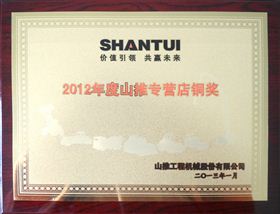 SHANTUI
价值引领 共赢未来
2012年度山推专营店铜奖
山推工程机械股份有限公司
二〇一三年一月